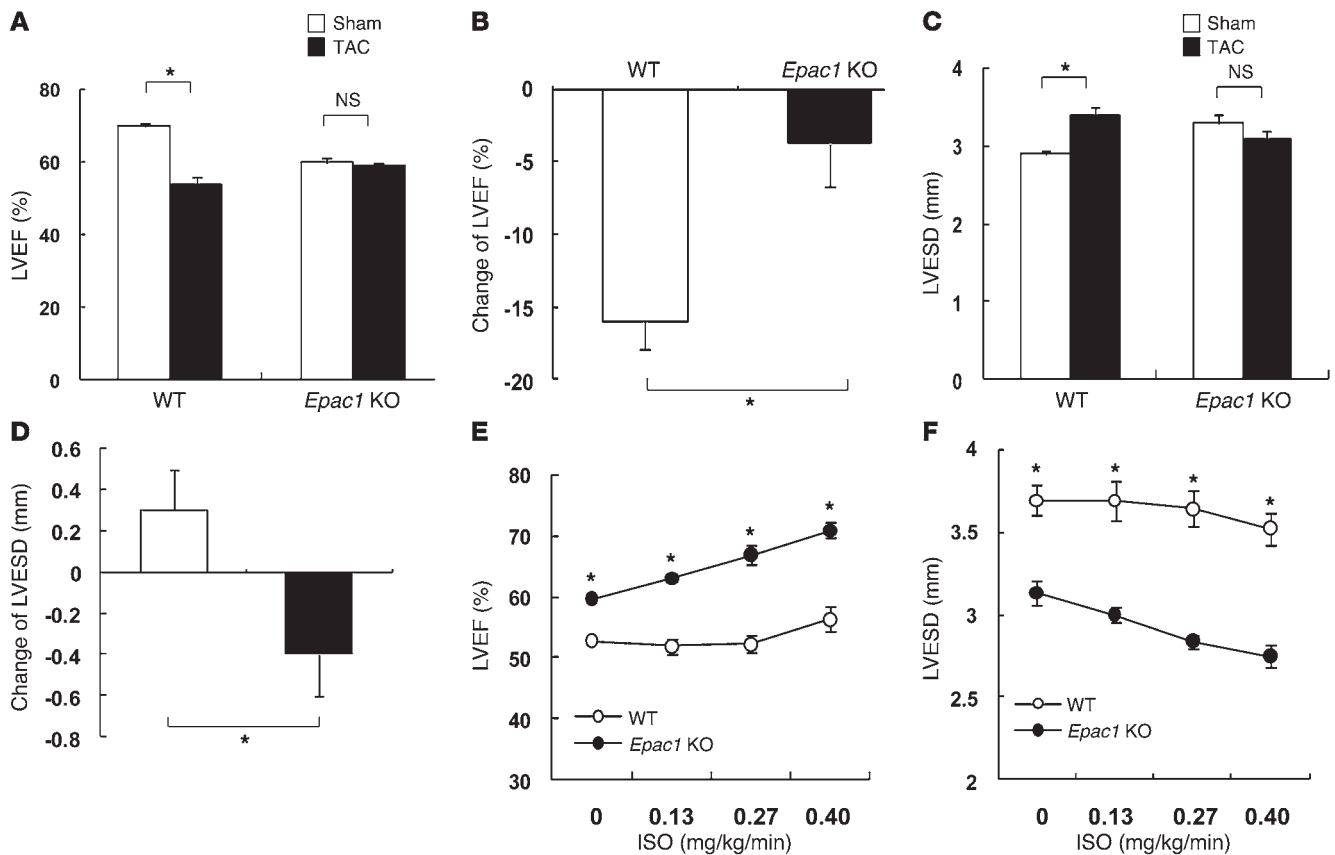 A
Sham
TAC
LVEF (%)
80
60
40
20
0
*
NS
WT
Epac1 KO
B
WT
Epac1 KO
Change of LVEF (%)
0
-5
-10
-15
-20
*
C
Sham
TAC
LVESD (mm)
4
3
2
1
0
*
NS
WT
Epac1 KO
D
Change of LVESD (mm)
0.6
0.4
0.2
0
-0.2
-0.4
-0.6
-0.8
*
E
LVEF (%)
80
70
60
50
40
30
* * * *
WT
Epac1 KO
0 0.13 0.27 0.40
ISO (mg/kg/min)
F
LVESD (mm)
4
3.5
3
2.5
2
* * * *
WT
Epac1 KO
0 0.13 0.27 0.40
ISO (mg/kg/min)